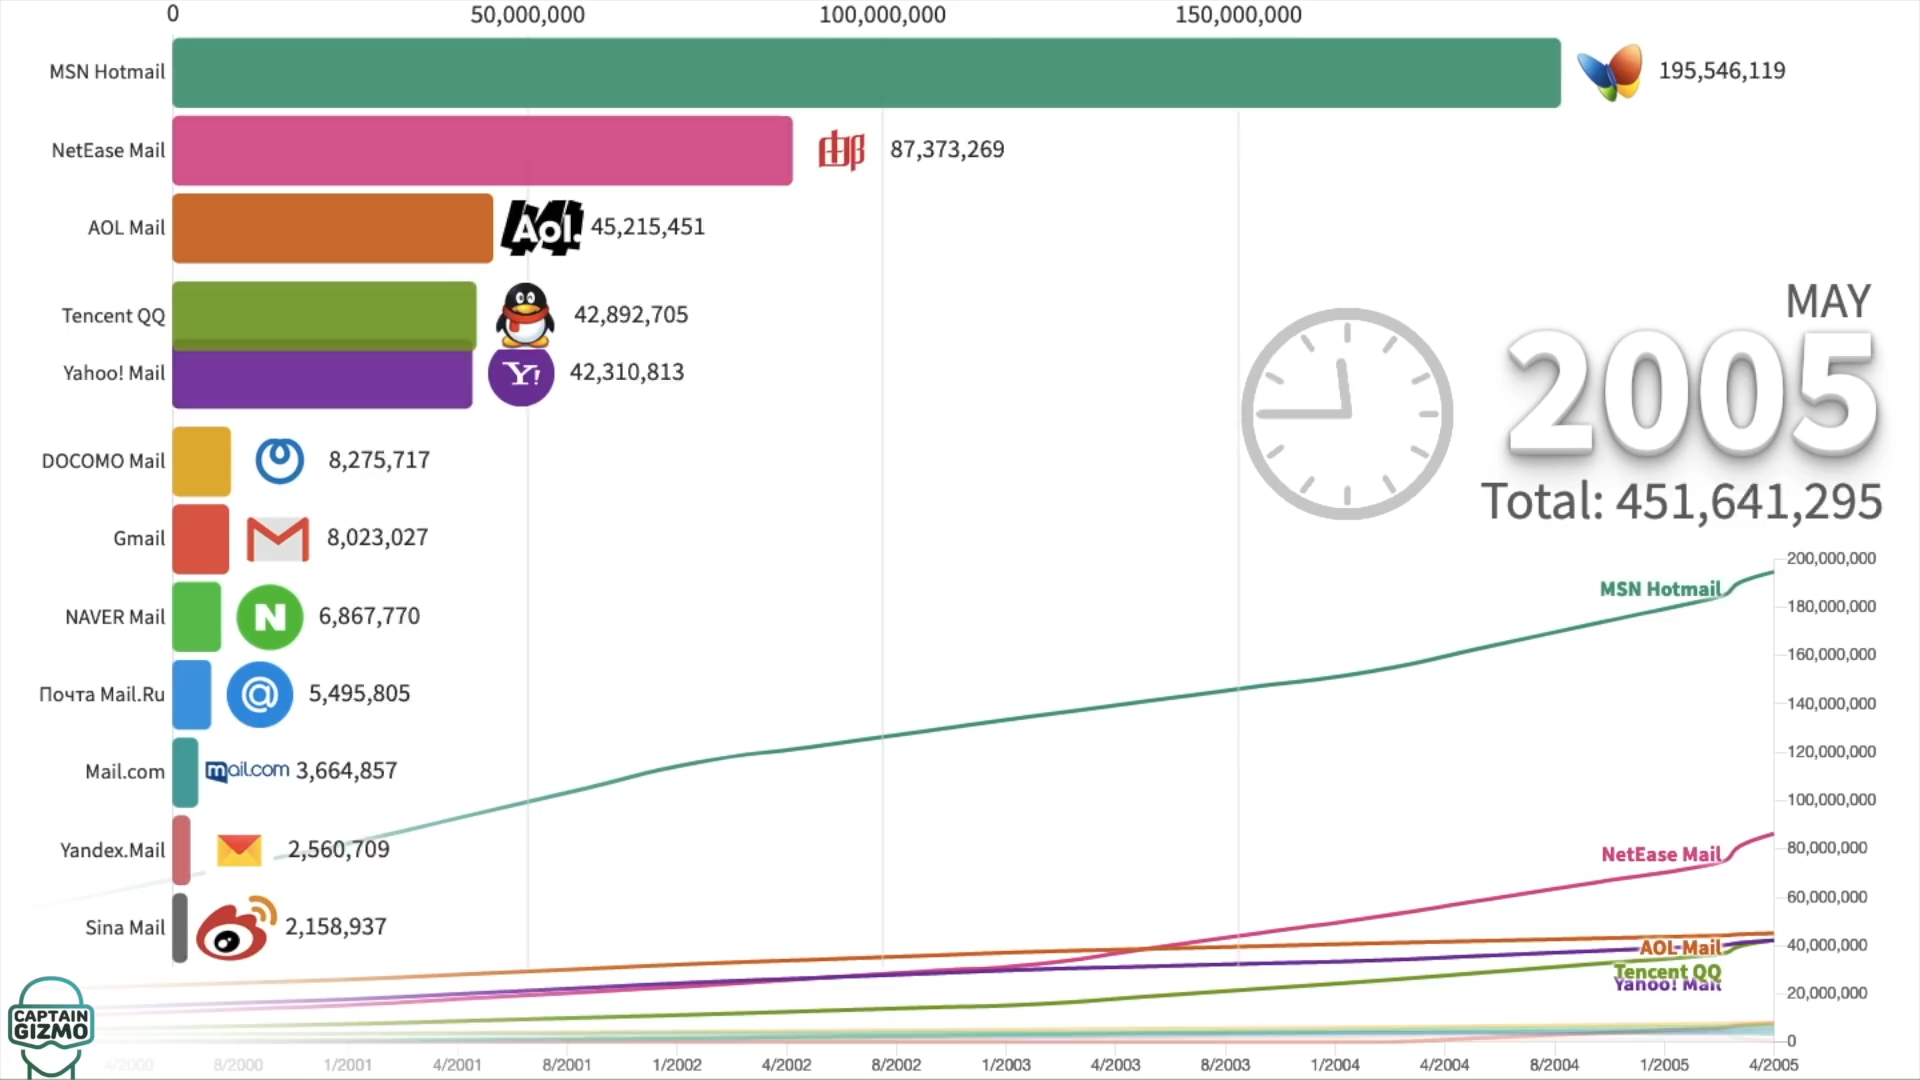 0 50,000,000 100,000,000 150,000,000
MSN Hotmail 195,546,119
NetEase Mail 87,373,269
AOL Mail Aol. 45,215,451
Tencent QQ 42,892,705
Yahoo! Mail Y! 42,310,813
DOCOMO Mail 8,275,717
Gmail 8,023,027
NAVER Mail N 6,867,770
Почта Mail.Ru @ 5,495,805
Mail.com mail.com 3,664,857
Yandex.Mail 2,560,709
Sina Mail 2,158,937
MAY
2005
Total: 451,641,295
200,000,000
MSN Hotmail
180,000,000
160,000,000
140,000,000
120,000,000
100,000,000
NetEase Mail
80,000,000
60,000,000
AOL Mail
40,000,000
Tencent QQ
Yahoo! Mail
20,000,000
0
4/2000 8/2000 1/2001 4/2001 8/2001 1/2002 4/2002 8/2002 1/2003 4/2003 8/2003 1/2004 4/2004 8/2004 1/2005 4/2005
CAPTAIN
GIZMO